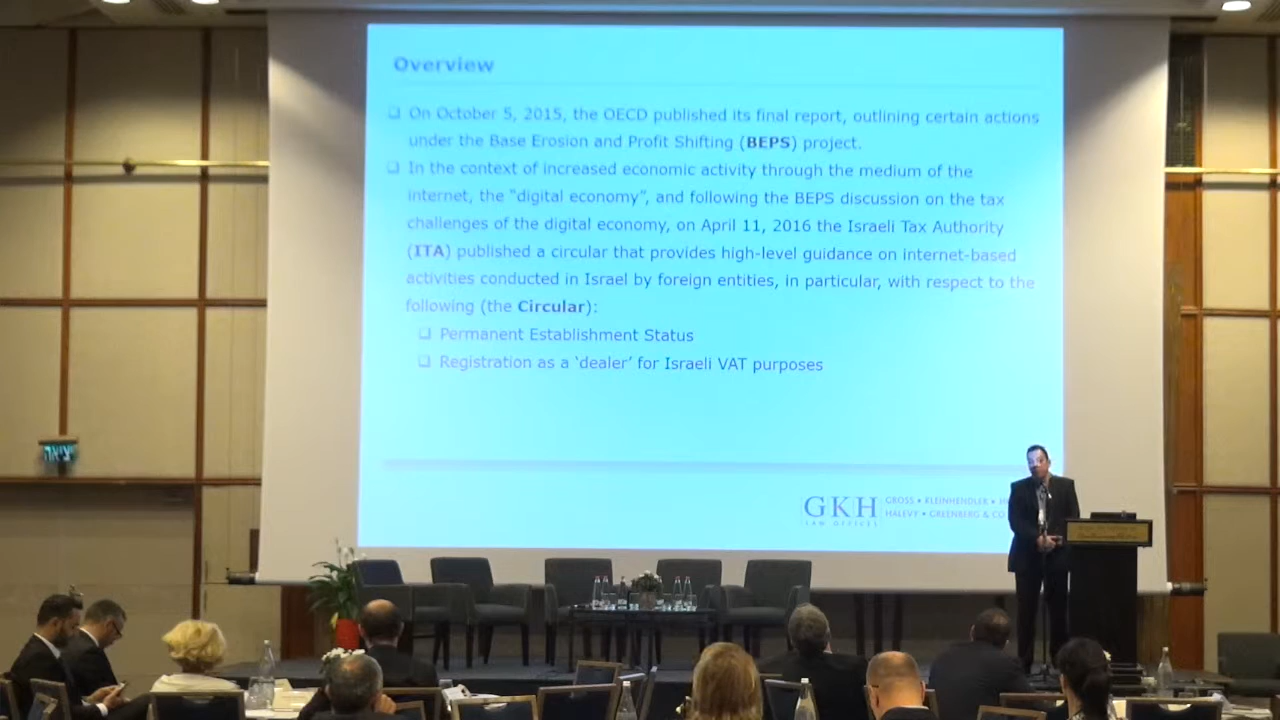 Overview
❑ On October 5, 2015, the OECD published its final report, outlining certain actions
under the Base Erosion and Profit Shifting (BEPS) project.
❑ In the context of increased economic activity through the medium of the
internet, the “digital economy”, and following the BEPS discussion on the tax
challenges of the digital economy, on April 11, 2016 the Israeli Tax Authority
(ITA) published a circular that provides high-level guidance on internet-based
activities conducted in Israel by foreign entities, in particular, with respect to the
following (the Circular):
❑ Permanent Establishment Status
❑ Registration as a ‘dealer’ for Israeli VAT purposes
יציאה
GKH
LAW OFFICES
GROSS • KLEINHENDLER •
HALEVY • GREENBERG & CO